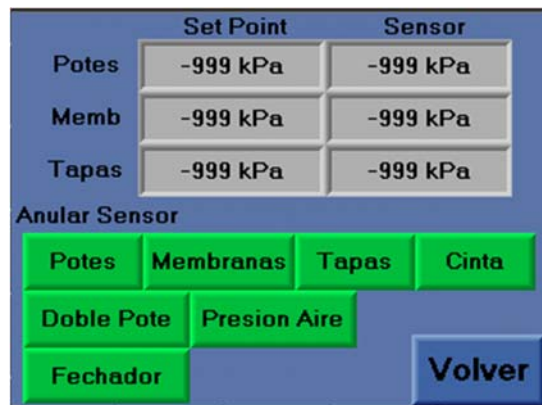 Set Point Sensor
Potes -999 kPa -999 kPa
Memb -999 kPa -999 kPa
Tapas -999 kPa -999 kPa
Anular Sensor
Potes Membranas Tapas Cinta
Doble Pote Presion Aire
Fechador Volver